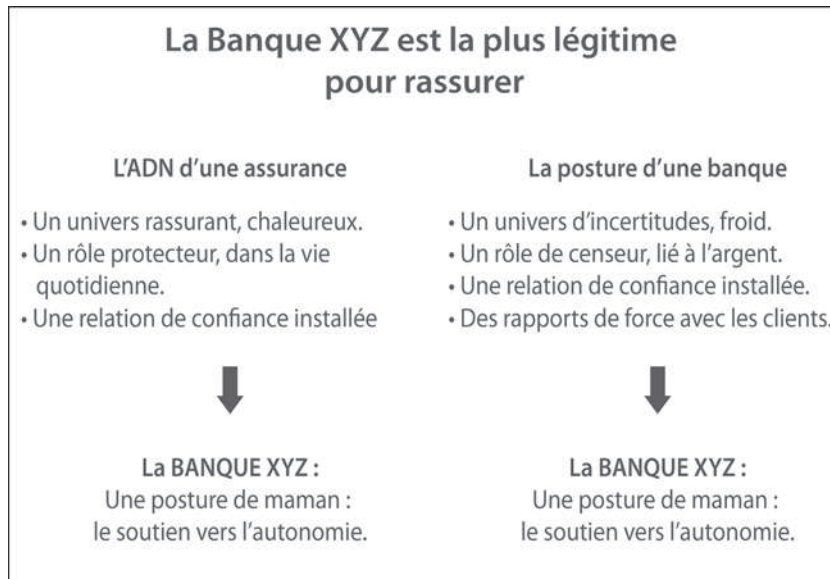 La Banque XYZ est la plus légitime
pour rassurer
L'ADN d'une assurance
• Un univers rassurant, chaleureux.
• Un rôle protecteur, dans la vie
quotidienne.
• Une relation de confiance installée
La BANQUE XYZ :
Une posture de maman :
le soutien vers l'autonomie.
La posture d'une banque
• Un univers d'incertitudes, froid.
• Un rôle de censeur, lié à l'argent.
• Une relation de confiance installée.
• Des rapports de force avec les clients.
La BANQUE XYZ :
Une posture de maman :
le soutien vers l'autonomie.